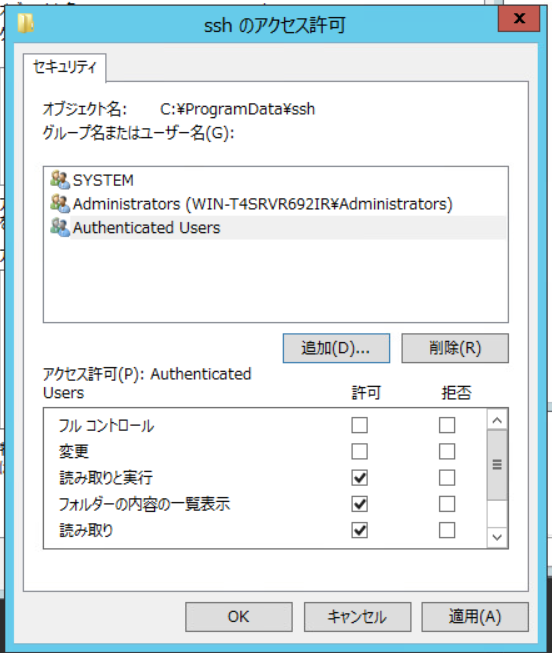 ssh のアクセス許可
x
セキュリティ
オブジェクト名: C:¥ProgramData¥ssh
グループ名またはユーザー名(G):
SYSTEM
Administrators (WIN-T4SRVR692IR¥Administrators)
Authenticated Users
追加(D)... 削除(R)
アクセス許可(P): Authenticated
Users 許可 拒否
フル コントロール
変更
読み取りと実行
フォルダーの内容の一覧表示
読み取り
OK キャンセル 適用(A)